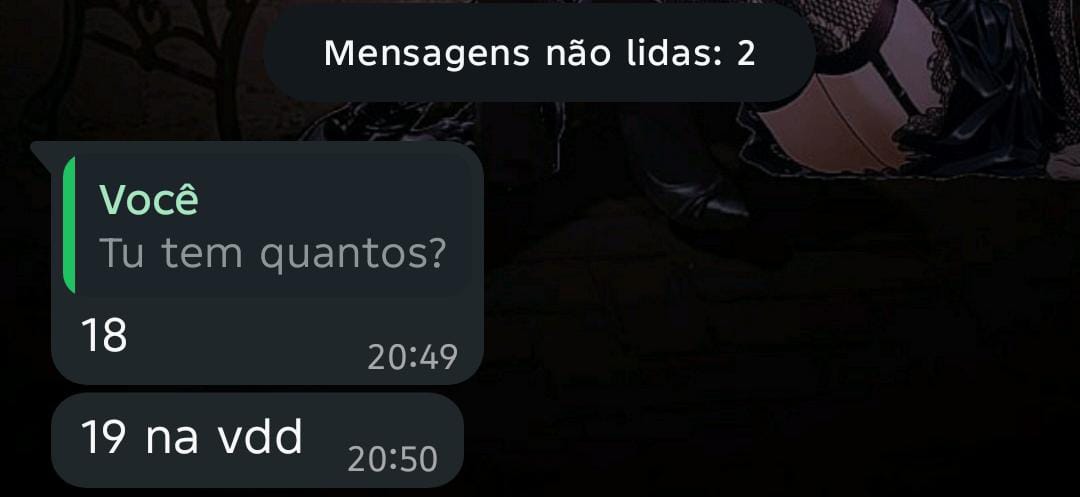 Mensagens não lidas: 2
Você
Tu tem quantos?
18
20:49
19 na vdd
20:50